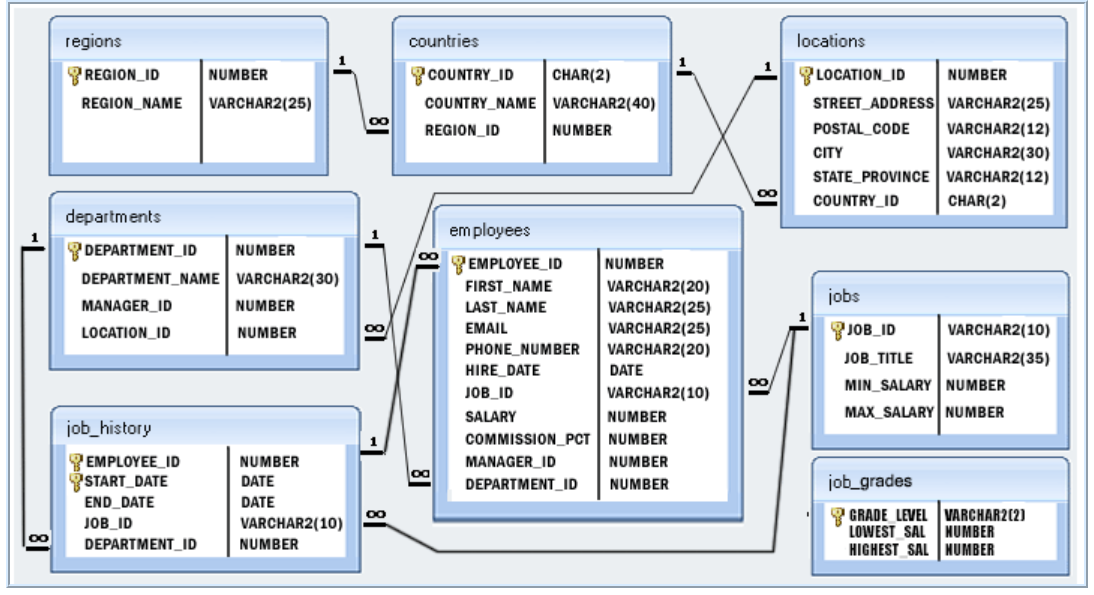 regions
REGION_ID NUMBER
REGION_NAME VARCHAR2(25)
1
∞
countries
COUNTRY_ID CHAR(2)
COUNTRY_NAME VARCHAR2(40)
REGION_ID NUMBER
1
∞
locations
LOCATION_ID NUMBER
STREET_ADDRESS VARCHAR2(25)
POSTAL_CODE VARCHAR2(12)
CITY VARCHAR2(30)
STATE_PROVINCE VARCHAR2(12)
COUNTRY_ID CHAR(2)
1
∞
departments
DEPARTMENT_ID NUMBER
DEPARTMENT_NAME VARCHAR2(30)
MANAGER_ID NUMBER
LOCATION_ID NUMBER
1
1
∞
employees
EMPLOYEE_ID NUMBER
FIRST_NAME VARCHAR2(20)
LAST_NAME VARCHAR2(25)
EMAIL VARCHAR2(25)
PHONE_NUMBER VARCHAR2(20)
HIRE_DATE DATE
JOB_ID VARCHAR2(10)
SALARY NUMBER
COMMISSION_PCT NUMBER
MANAGER_ID NUMBER
DEPARTMENT_ID NUMBER
∞
∞
1
jobs
JOB_ID VARCHAR2(10)
JOB_TITLE VARCHAR2(35)
MIN_SALARY NUMBER
MAX_SALARY NUMBER
job_history
EMPLOYEE_ID NUMBER
START_DATE DATE
END_DATE DATE
JOB_ID VARCHAR2(10)
DEPARTMENT_ID NUMBER
1
∞
∞
job_grades
GRADE_LEVEL VARCHAR2(2)
LOWEST_SAL NUMBER
HIGHEST_SAL NUMBER